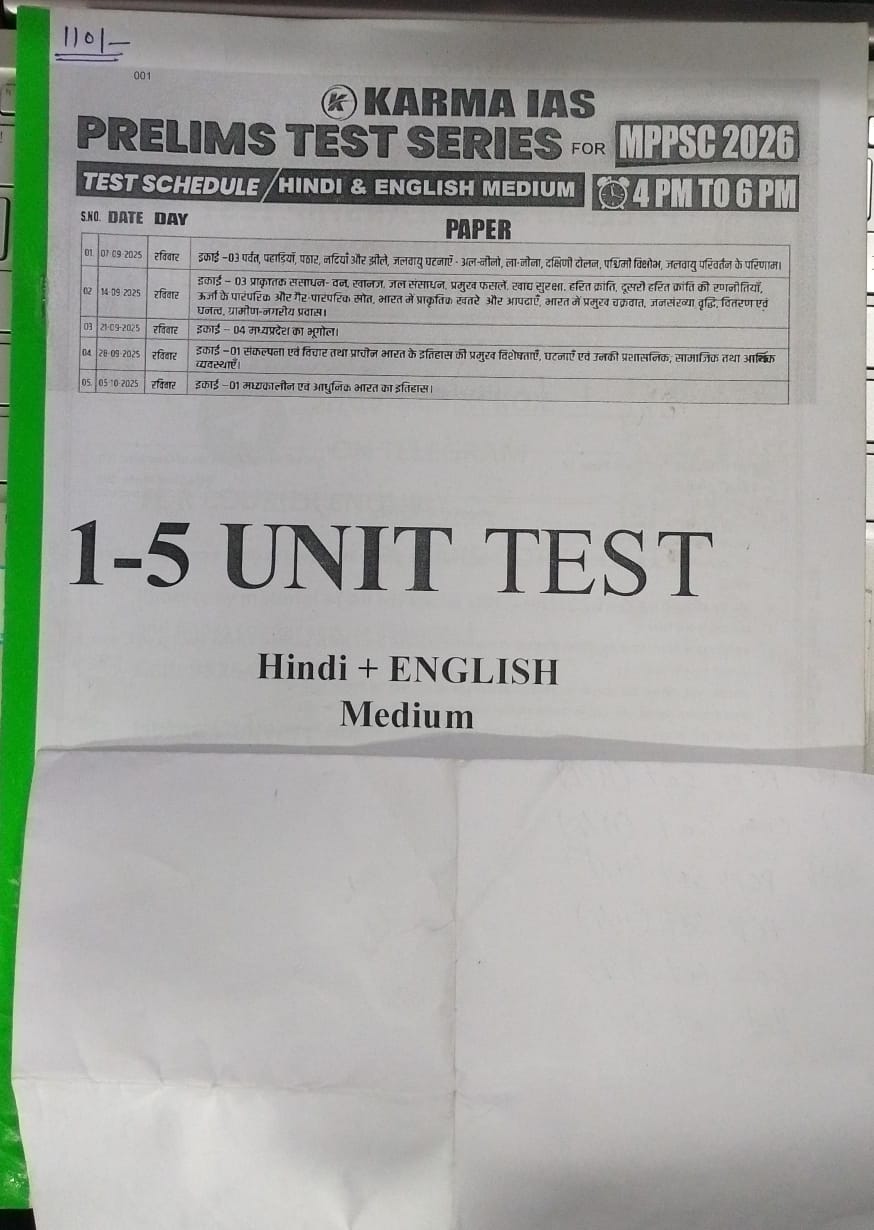 110/-
001
KARMA IAS
PRELIMS TEST SERIES FOR MPPSC 2026
TEST SCHEDULE / HINDI & ENGLISH MEDIUM 4 PM TO 6 PM
S.NO. DATE DAY PAPER
01. 07-09-2025 रविवार इकाई -03 पर्वत, पहाड़ियाँ, पठार, नदियाँ और झीलें, जलवायु घटनाएँ - अल-नीनो, ला-नीना, दक्षिणी दोलन, पश्चिमी विक्षोभ, जलवायु परिवर्तन के परिणाम।
02 14-09-2025 रविवार इकाई - 03 प्राकृतक संसाधन- वन, खनिज, जल संसाधन, प्रमुख फसलें, खाद्य सुरक्षा, हरित क्रांति, दूसरी हरित क्रांति की रणनीतियाँ,
ऊर्जा के पारंपरिक और गैर-पारंपरिक स्रोत, भारत में प्राकृतिक खतरे और आपदाएँ, भारत में प्रमुख चक्रवात, जनसंख्या वृद्धि, वितरण एवं
घनत्व, ग्रामीण-नगरीय प्रवास।
03 21-09-2025 रविवार इकाई - 04 मध्यप्रदेश का भूगोल।
04. 28-09-2025 रविवार इकाई -01 संकल्पना एवं विचार तथा प्राचीन भारत के इतिहास की प्रमुख विशेषताएँ, घटनाएँ एवं उनकी प्रशासनिक, सामाजिक तथा आर्थिक
व्यवस्थाएँ।
05. 05-10-2025 रविवार इकाई -01 मध्यकालीन एवं आधुनिक भारत का इतिहास।
1-5 UNIT TEST
Hindi + ENGLISH
Medium